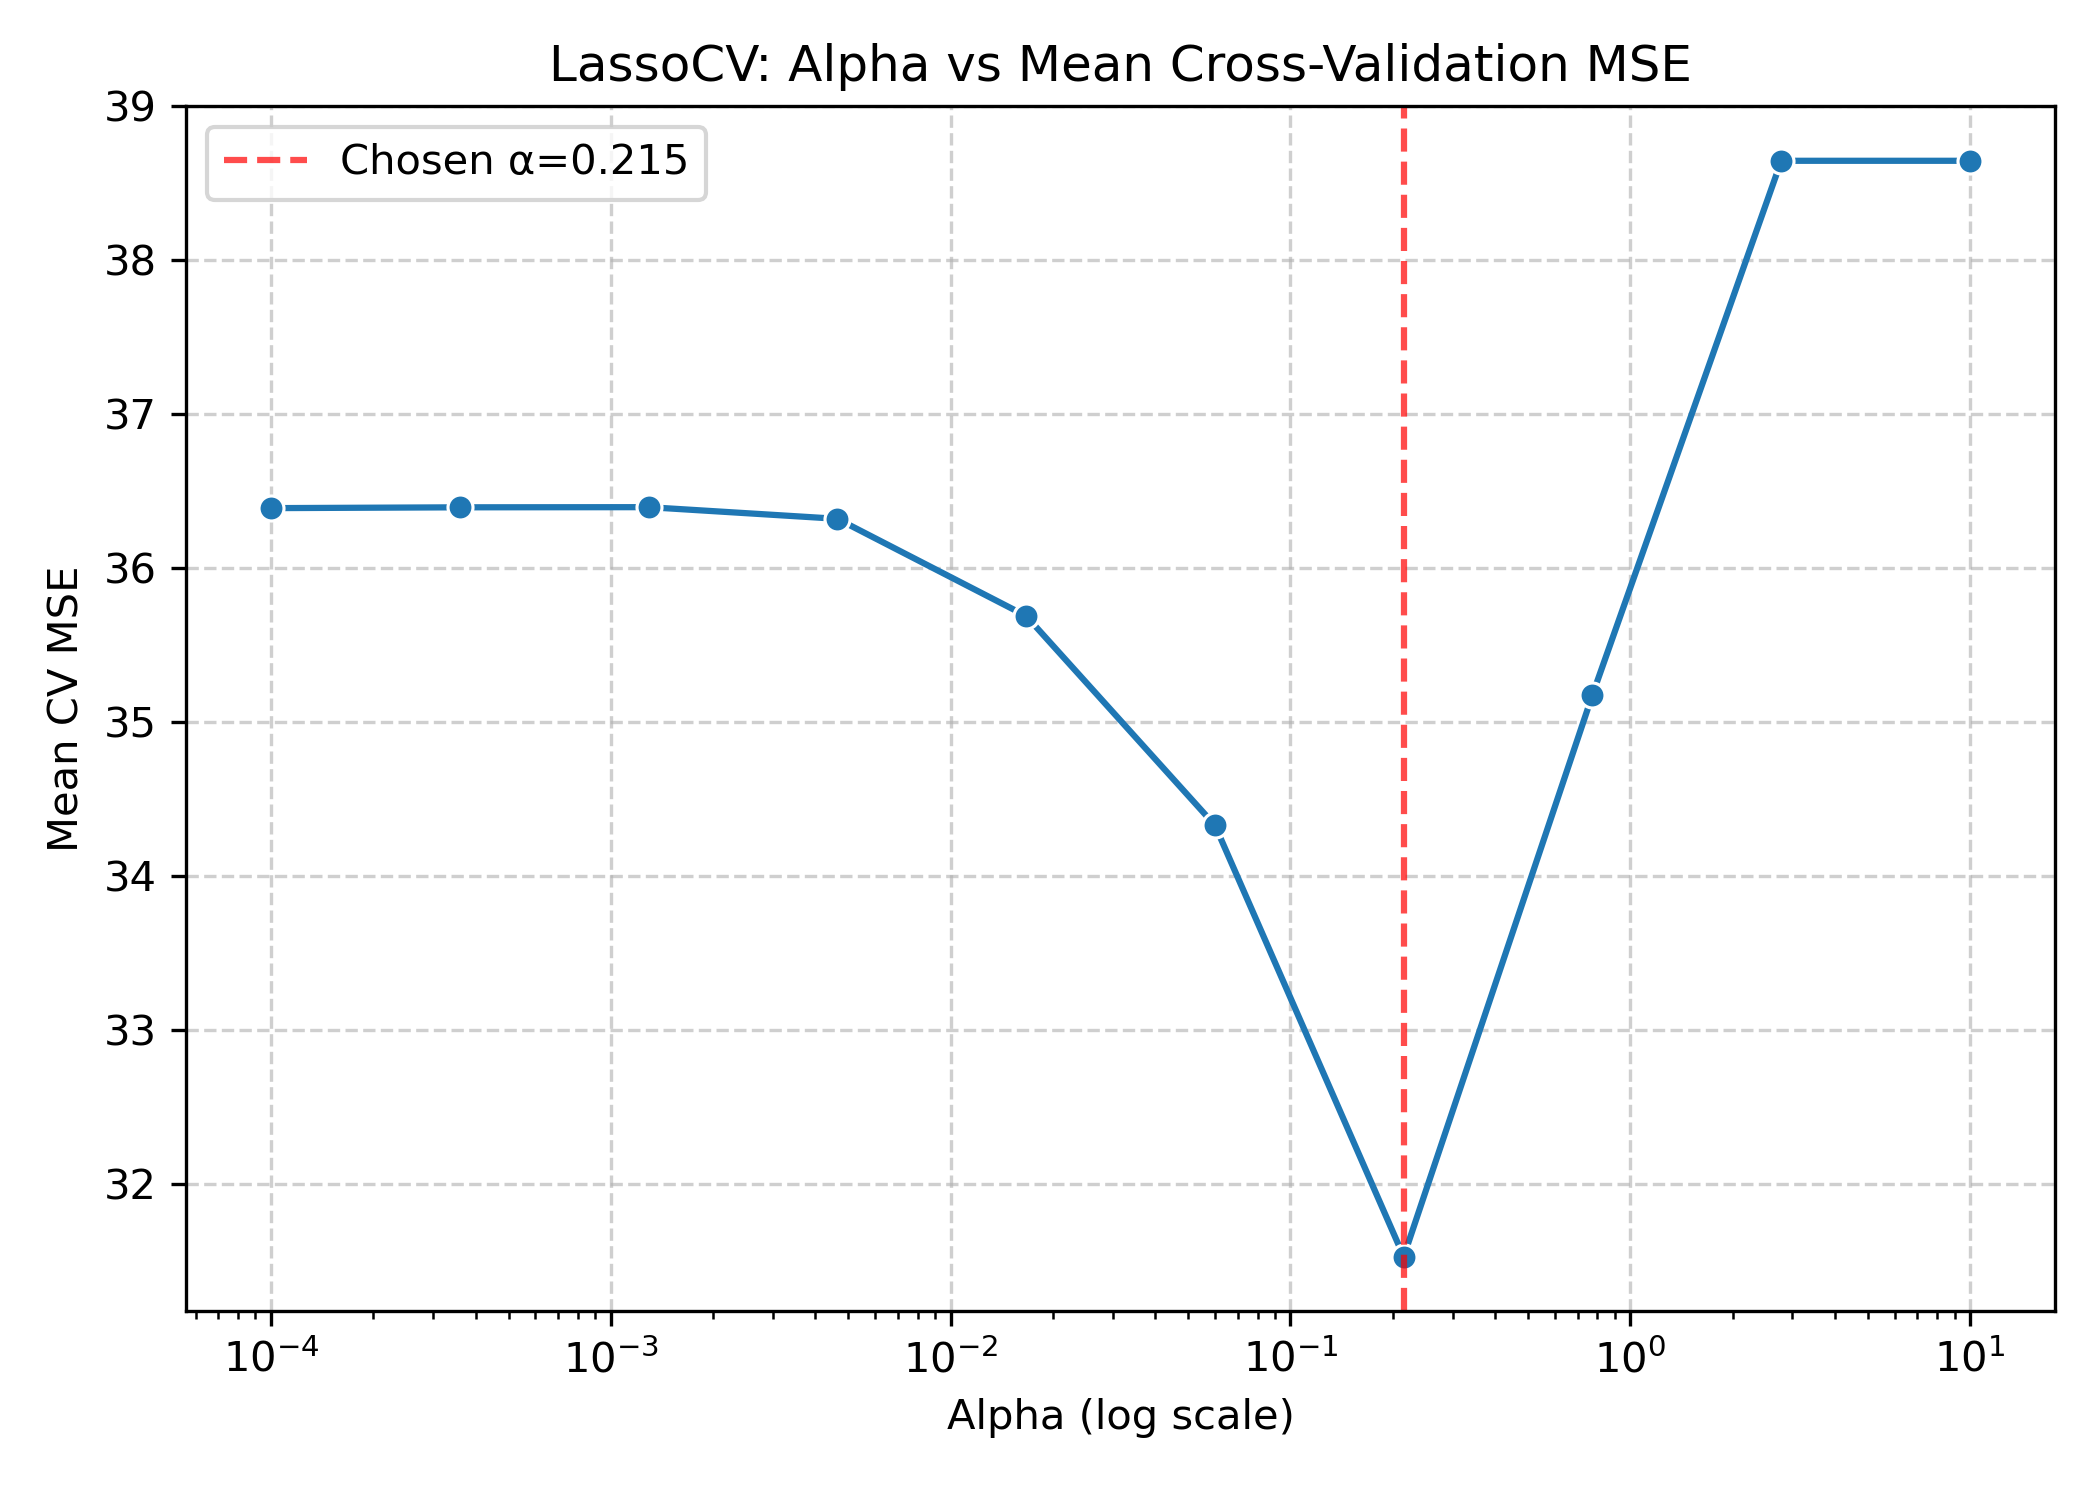 LassoCV: Alpha vs Mean Cross-Validation MSE
Chosen α=0.215
Mean CV MSE
39
38
37
36
35
34
33
32
10⁻⁴ 10⁻³ 10⁻² 10⁻¹ 10⁰ 10¹
Alpha (log scale)